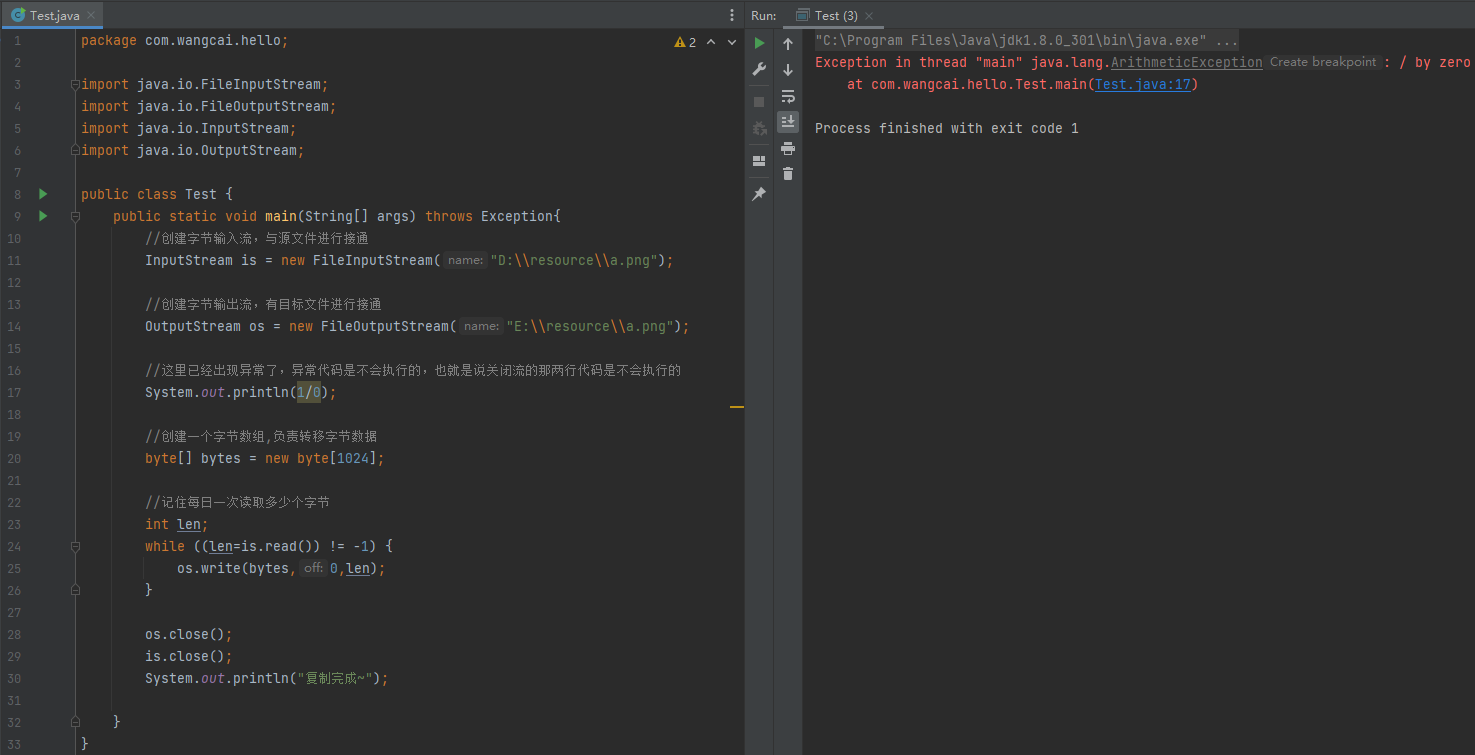 Test.java
package com.wangcai.hello;
2
import java.io.FileInputStream;
import java.io.FileOutputStream;
import java.io.InputStream;
import java.io.OutputStream;
public class Test {
public static void main(String[] args) throws Exception{
//创建字节输入流，与源文件进行接通
InputStream is = new FileInputStream( name: "D:\\resource\\a.png");
//创建字节输出流，有目标文件进行接通
OutputStream os = new FileOutputStream( name: "E:\\resource\\a.png");
//这里已经出现异常了，异常代码是不会执行的，也就是说关闭流的那两行代码是不会执行的
System.out.println(1/0);
//创建一个字节数组,负责转移字节数据
byte[] bytes = new byte[1024];
//记住每日一次读取多少个字节
int len;
while ((len=is.read()) != -1) {
os.write(bytes, off: 0,len);
}
os.close();
is.close();
System.out.println("复制完成~");
}
}
1
2
3
4
5
6
7
8
9
10
11
12
13
14
15
16
17
18
19
20
21
22
23
24
25
26
27
28
29
30
31
32
33
Run: Test (3)
"C:\Program Files\Java\jdk1.8.0_301\bin\java.exe" ...
Exception in thread "main" java.lang.ArithmeticException Create breakpoint : / by zero
at com.wangcai.hello.Test.main(Test.java:17)
Process finished with exit code 1